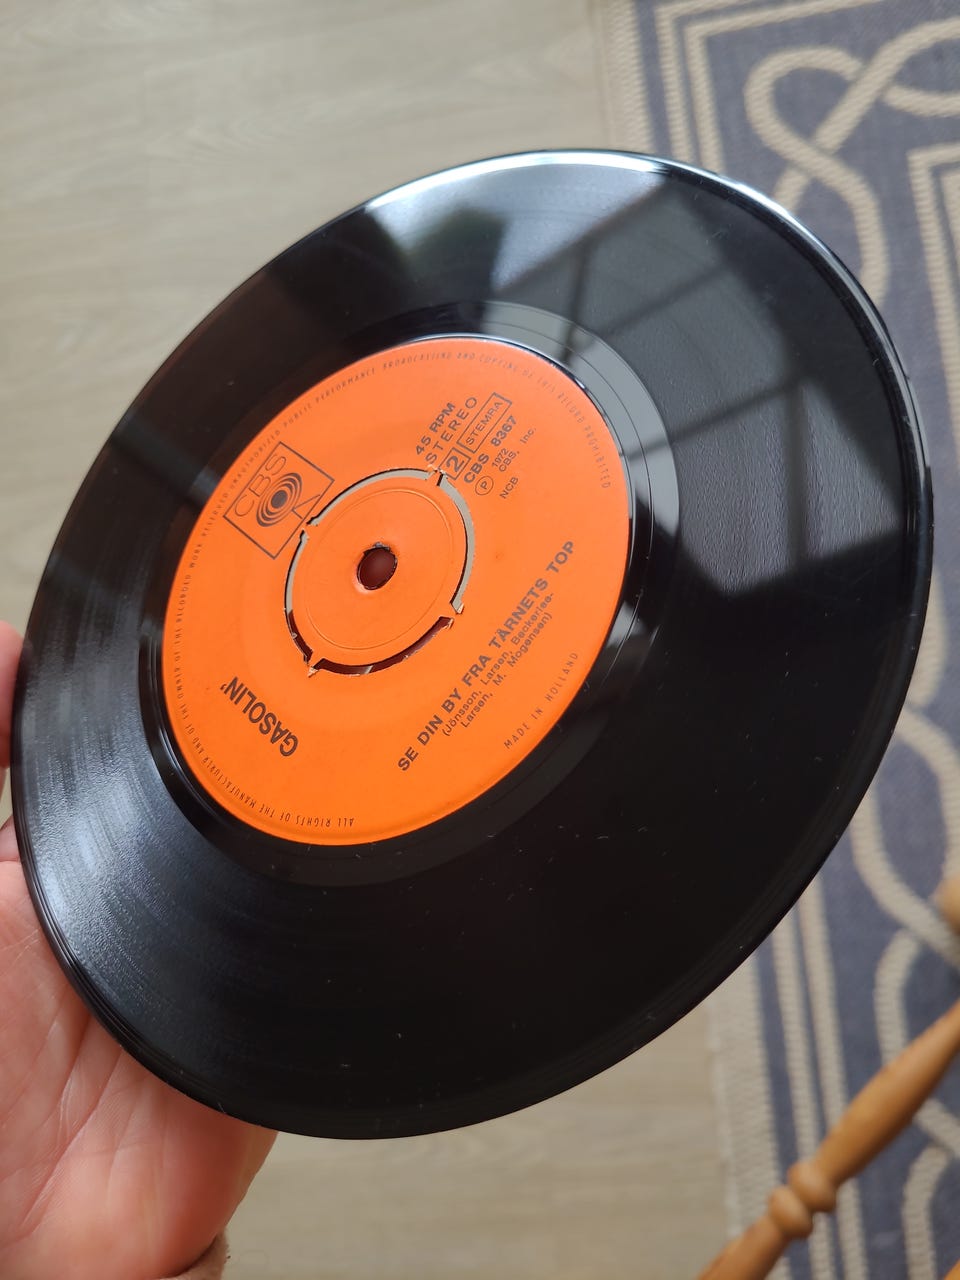 ALL RIGHTS OF THE MANUFACTURER AND OF THE OWNER OF THE RECORDED WORK RESERVED UNAUTHORIZED PUBLIC PERFORMANCE BROADCASTING AND COPYING OF THIS RECORD PROHIBITED
CBS
45 RPM
STEREO
2 STEMRA
CBS 8367
℗ 1972
CBS, Inc.
NCB
GASOLIN'
SE DIN BY FRA TÅRNETS TOP
(Jönsson, Larsen, Beckerlee-
Larsen, M. Mogensen)
MADE IN HOLLAND